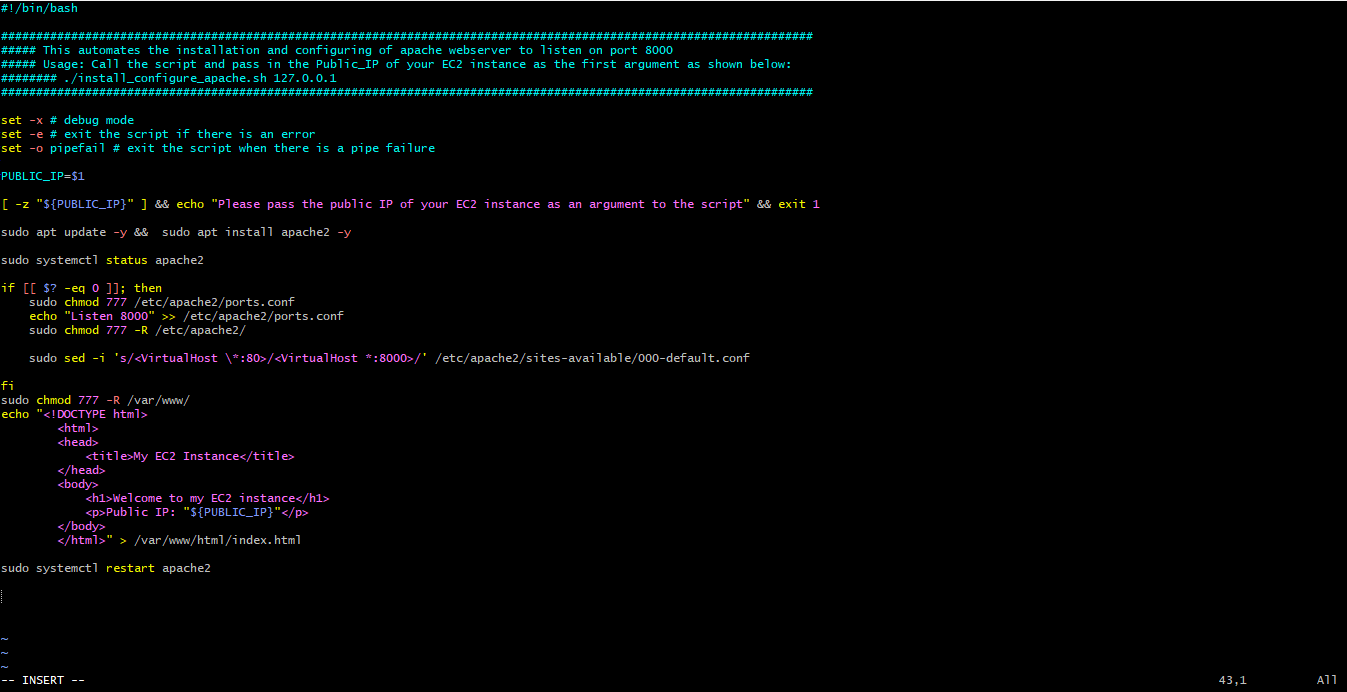 #!/bin/bash
####################################################################################################################
##### This automates the installation and configuring of apache webserver to listen on port 8000
##### Usage: Call the script and pass in the Public_IP of your EC2 instance as the first argument as shown below:
######## ./install_configure_apache.sh 127.0.0.1
####################################################################################################################
set -x # debug mode
set -e # exit the script if there is an error
set -o pipefail # exit the script when there is a pipe failure
PUBLIC_IP=$1
[ -z "${PUBLIC_IP}" ] && echo "Please pass the public IP of your EC2 instance as an argument to the script" && exit 1
sudo apt update -y &&  sudo apt install apache2 -y
sudo systemctl status apache2
if [[ $? -eq 0 ]]; then
    sudo chmod 777 /etc/apache2/ports.conf
    echo "Listen 8000" >> /etc/apache2/ports.conf
    sudo chmod 777 -R /etc/apache2/
    sudo sed -i 's/<VirtualHost \*:80>/<VirtualHost *:8000>/' /etc/apache2/sites-available/000-default.conf
fi
sudo chmod 777 -R /var/www/
echo "<!DOCTYPE html>
        <html>
        <head>
            <title>My EC2 Instance</title>
        </head>
        <body>
            <h1>Welcome to my EC2 instance</h1>
            <p>Public IP: "${PUBLIC_IP}"</p>
        </body>
        </html>" > /var/www/html/index.html
sudo systemctl restart apache2
~
~
~
-- INSERT -- 43,1 All